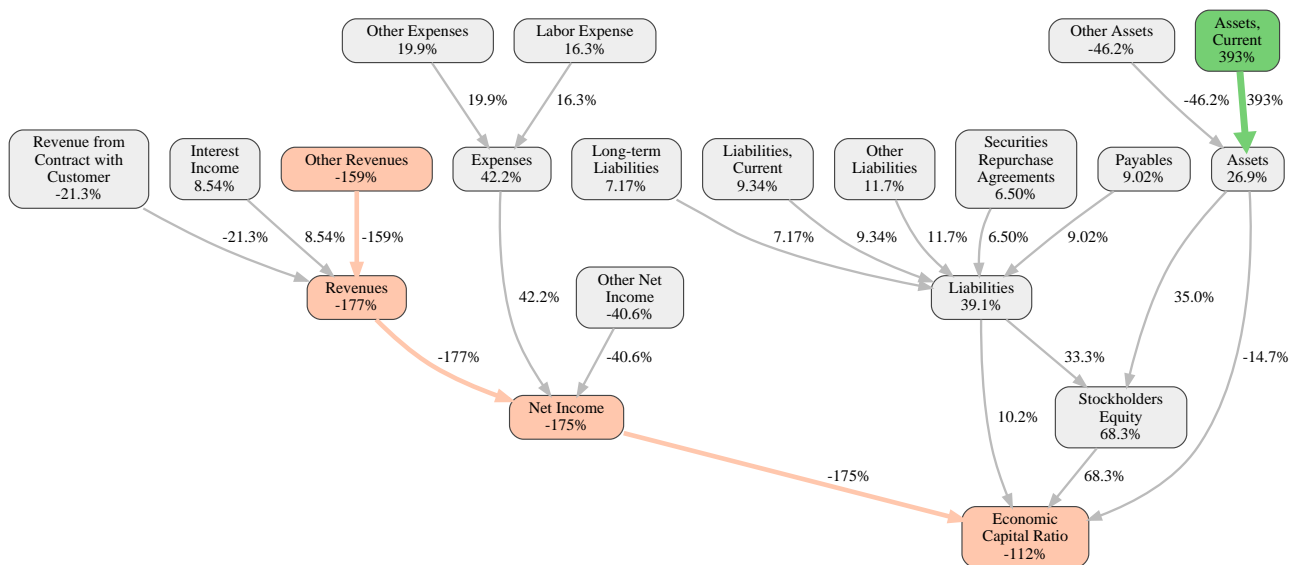 Other Expenses
19.9%
Labor Expense
16.3%
Other Assets
-46.2%
Assets,
Current
393%
19.9%
16.3%
-46.2%
393%
Revenue from
Contract with
Customer
-21.3%
Interest
Income
8.54%
Other Revenues
-159%
Expenses
42.2%
Long-term
Liabilities
7.17%
Liabilities,
Current
9.34%
Other
Liabilities
11.7%
Securities
Repurchase
Agreements
6.50%
Payables
9.02%
Assets
26.9%
-21.3%
8.54%
-159%
7.17%
9.34%
11.7%
6.50%
9.02%
Revenues
-177%
42.2%
Other Net
Income
-40.6%
Liabilities
39.1%
35.0%
-177%
-40.6%
33.3%
-14.7%
Net Income
-175%
10.2%
Stockholders
Equity
68.3%
-175%
68.3%
Economic
Capital Ratio
-112%